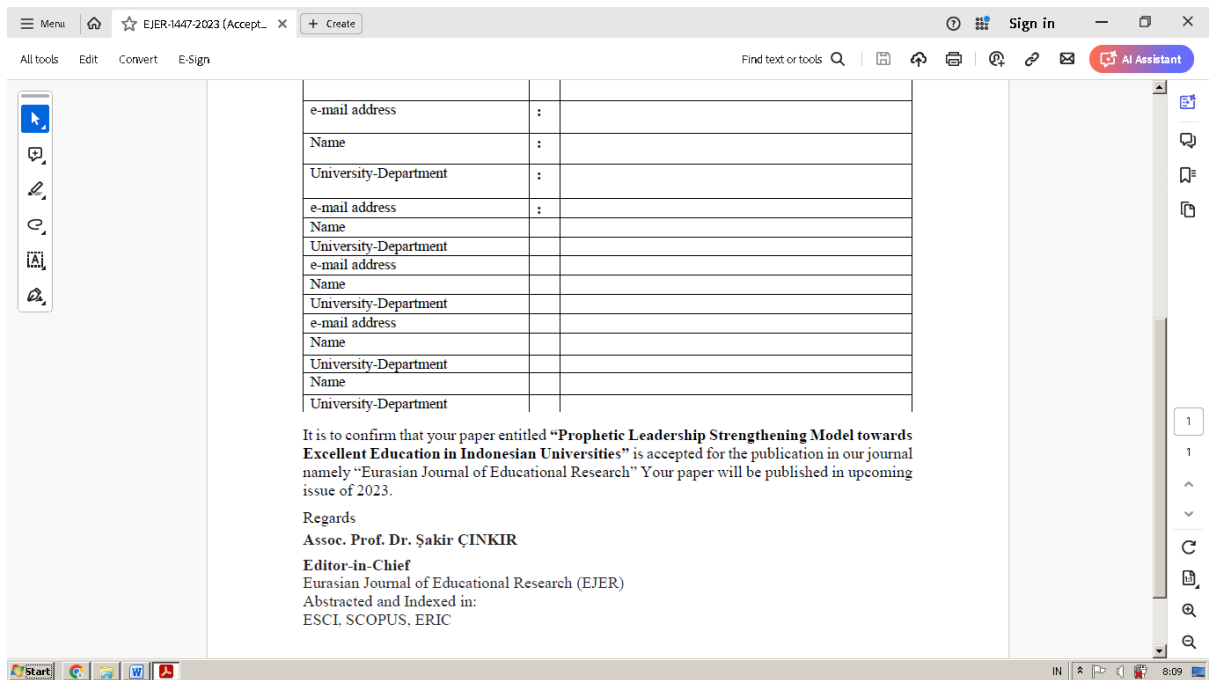 Menu
EJER-1447-2023 (Accept_
+ Create
Sign in
All tools Edit Convert E-Sign
Find text or tools
AI Assistant
e-mail address :
Name :
University-Department :
e-mail address :
Name
University-Department
e-mail address
Name
University-Department
e-mail address
Name
University-Department
Name
University-Department
It is to confirm that your paper entitled “Prophetic Leadership Strengthening Model towards
Excellent Education in Indonesian Universities” is accepted for the publication in our journal
namely “Eurasian Journal of Educational Research” Your paper will be published in upcoming
issue of 2023.
Regards
Assoc. Prof. Dr. Şakir ÇINKIR
Editor-in-Chief
Eurasian Journal of Educational Research (EJER)
Abstracted and Indexed in:
ESCI, SCOPUS, ERIC
1
1
Start
IN
8:09